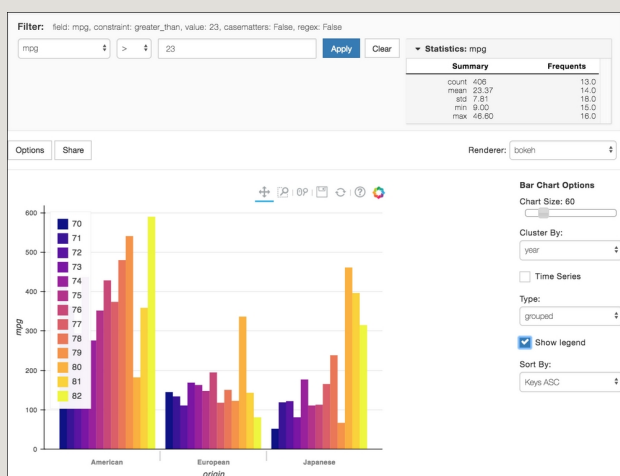 Filter: field: mpg, constraint: greater_than, value: 23, casematters: False, regex: False
mpg > 23 Apply Clear
Statistics: mpg
Summary Frequents
count 406 13.0
mean 23.37 14.0
std 7.81 18.0
min 9.00 15.0
max 46.60 16.0
Options Share
Renderer: bokeh
Bar Chart Options
Chart Size: 60
Cluster By:
year
Time Series
Type:
grouped
Show legend
Sort By:
Keys ASC
600
500
400
300
200
100
0
mpg
70
71
72
73
74
75
76
77
78
79
80
81
82
American European Japanese
origin